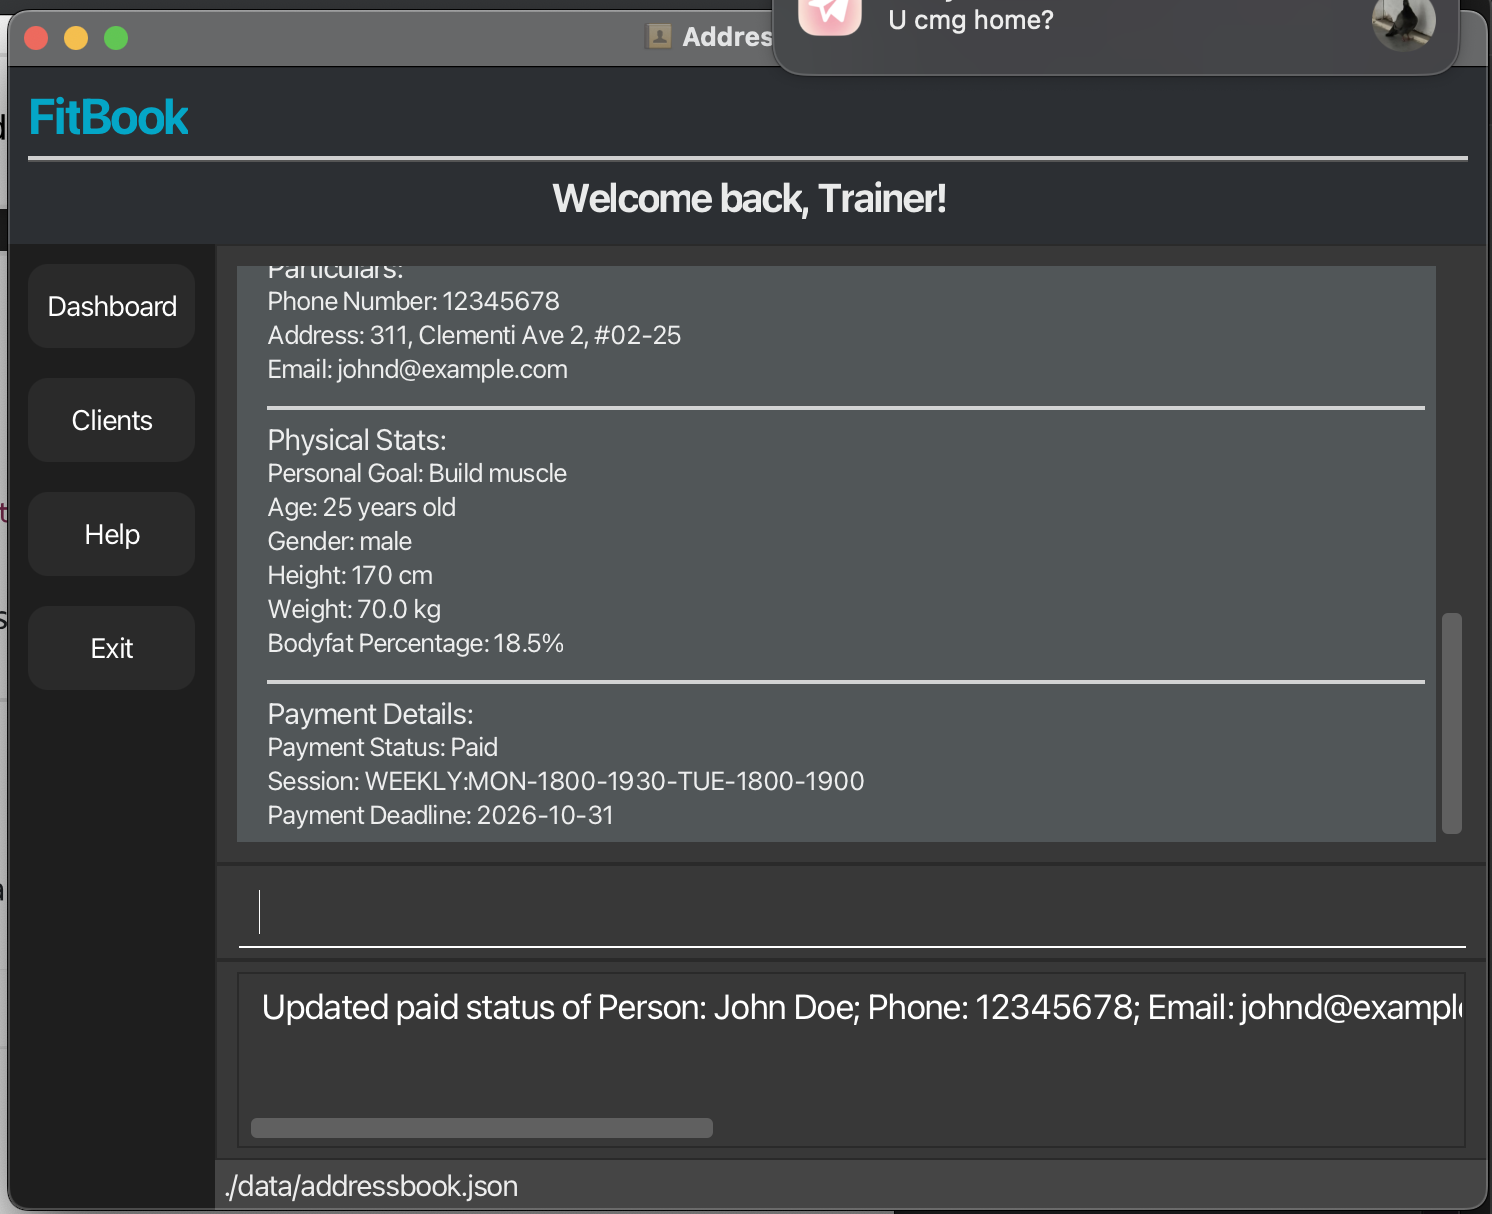 Addres
U cmg home?
FitBook
Welcome back, Trainer!
Dashboard
Clients
Help
Exit
Particulars:
Phone Number: 12345678
Address: 311, Clementi Ave 2, #02-25
Email: johnd@example.com
Physical Stats:
Personal Goal: Build muscle
Age: 25 years old
Gender: male
Height: 170 cm
Weight: 70.0 kg
Bodyfat Percentage: 18.5%
Payment Details:
Payment Status: Paid
Session: WEEKLY:MON-1800-1930-TUE-1800-1900
Payment Deadline: 2026-10-31
Updated paid status of Person: John Doe; Phone: 12345678; Email: johnd@example
./data/addressbook.json